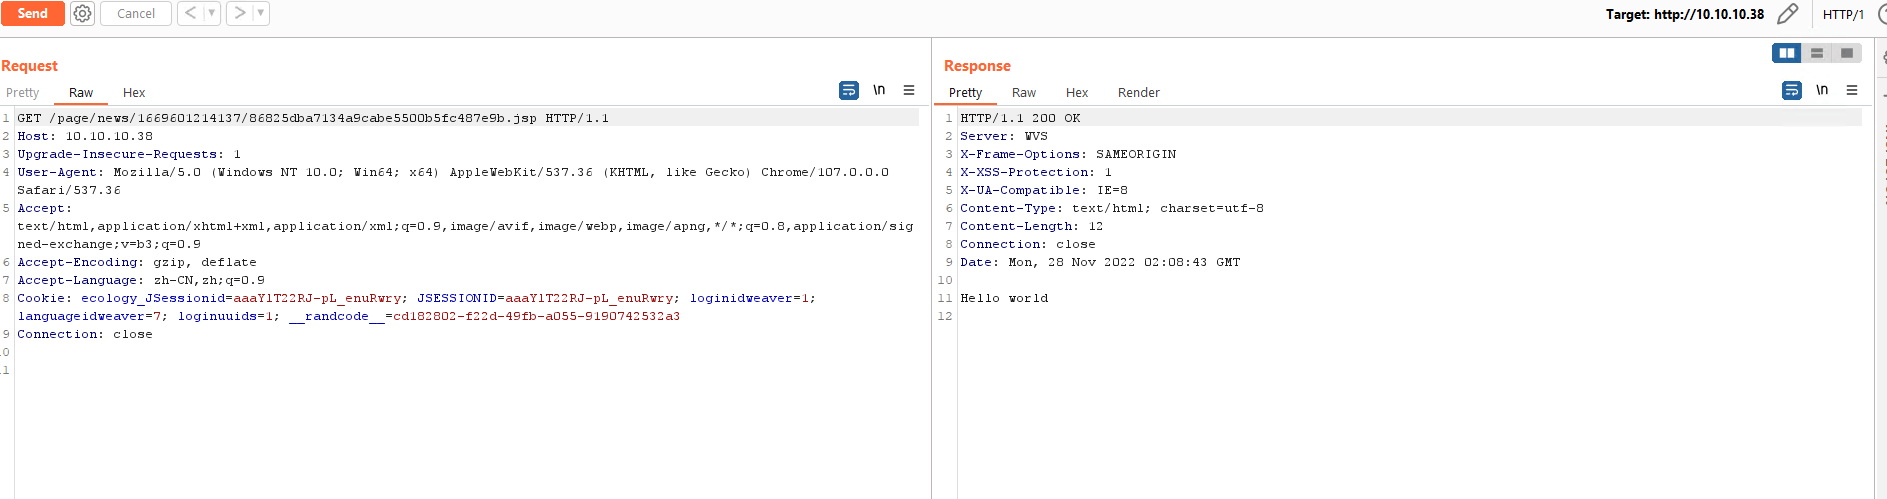 Send Cancel < > Target: http://10.10.10.38 HTTP/1
Request
Pretty Raw Hex \n
1 GET /page/news/1669601214137/86825dba7134a9cabe5500b5fc487e9b.jsp HTTP/1.1
2 Host: 10.10.10.38
3 Upgrade-Insecure-Requests: 1
4 User-Agent: Mozilla/5.0 (Windows NT 10.0; Win64; x64) AppleWebKit/537.36 (KHTML, like Gecko) Chrome/107.0.0.0
Safari/537.36
5 Accept:
text/html,application/xhtml+xml,application/xml;q=0.9,image/avif,image/webp,image/apng,*/*;q=0.8,application/sig
ned-exchange;v=b3;q=0.9
6 Accept-Encoding: gzip, deflate
7 Accept-Language: zh-CN,zh;q=0.9
8 Cookie: ecology_JSessionid=aaaYlT22RJ-pL_enuRwry; JSESSIONID=aaaYlT22RJ-pL_enuRwry; loginidweaver=1;
languageidweaver=7; loginuuids=1; __randcode__=cd182802-f22d-49fb-a055-9190742532a3
9 Connection: close
10
11
Response
Pretty Raw Hex Render \n
1 HTTP/1.1 200 OK
2 Server: WVS
3 X-Frame-Options: SAMEORIGIN
4 X-XSS-Protection: 1
5 X-UA-Compatible: IE=8
6 Content-Type: text/html; charset=utf-8
7 Content-Length: 12
8 Connection: close
9 Date: Mon, 28 Nov 2022 02:08:43 GMT
10
11 Hello world
12